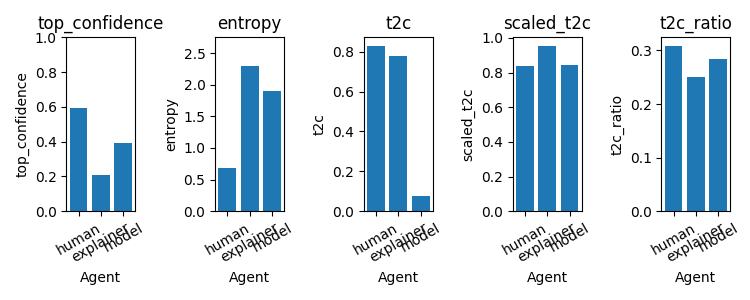 top_confidence
top_confidence
1.0
0.8
0.6
0.4
0.2
0.0
human
explainer
model
Agent
entropy
entropy
2.5
2.0
1.5
1.0
0.5
0.0
human
explainer
model
Agent
t2c
t2c
0.8
0.6
0.4
0.2
0.0
human
explainer
model
Agent
scaled_t2c
scaled_t2c
1.0
0.8
0.6
0.4
0.2
0.0
human
explainer
model
Agent
t2c_ratio
t2c_ratio
0.3
0.2
0.1
0.0
human
explainer
model
Agent